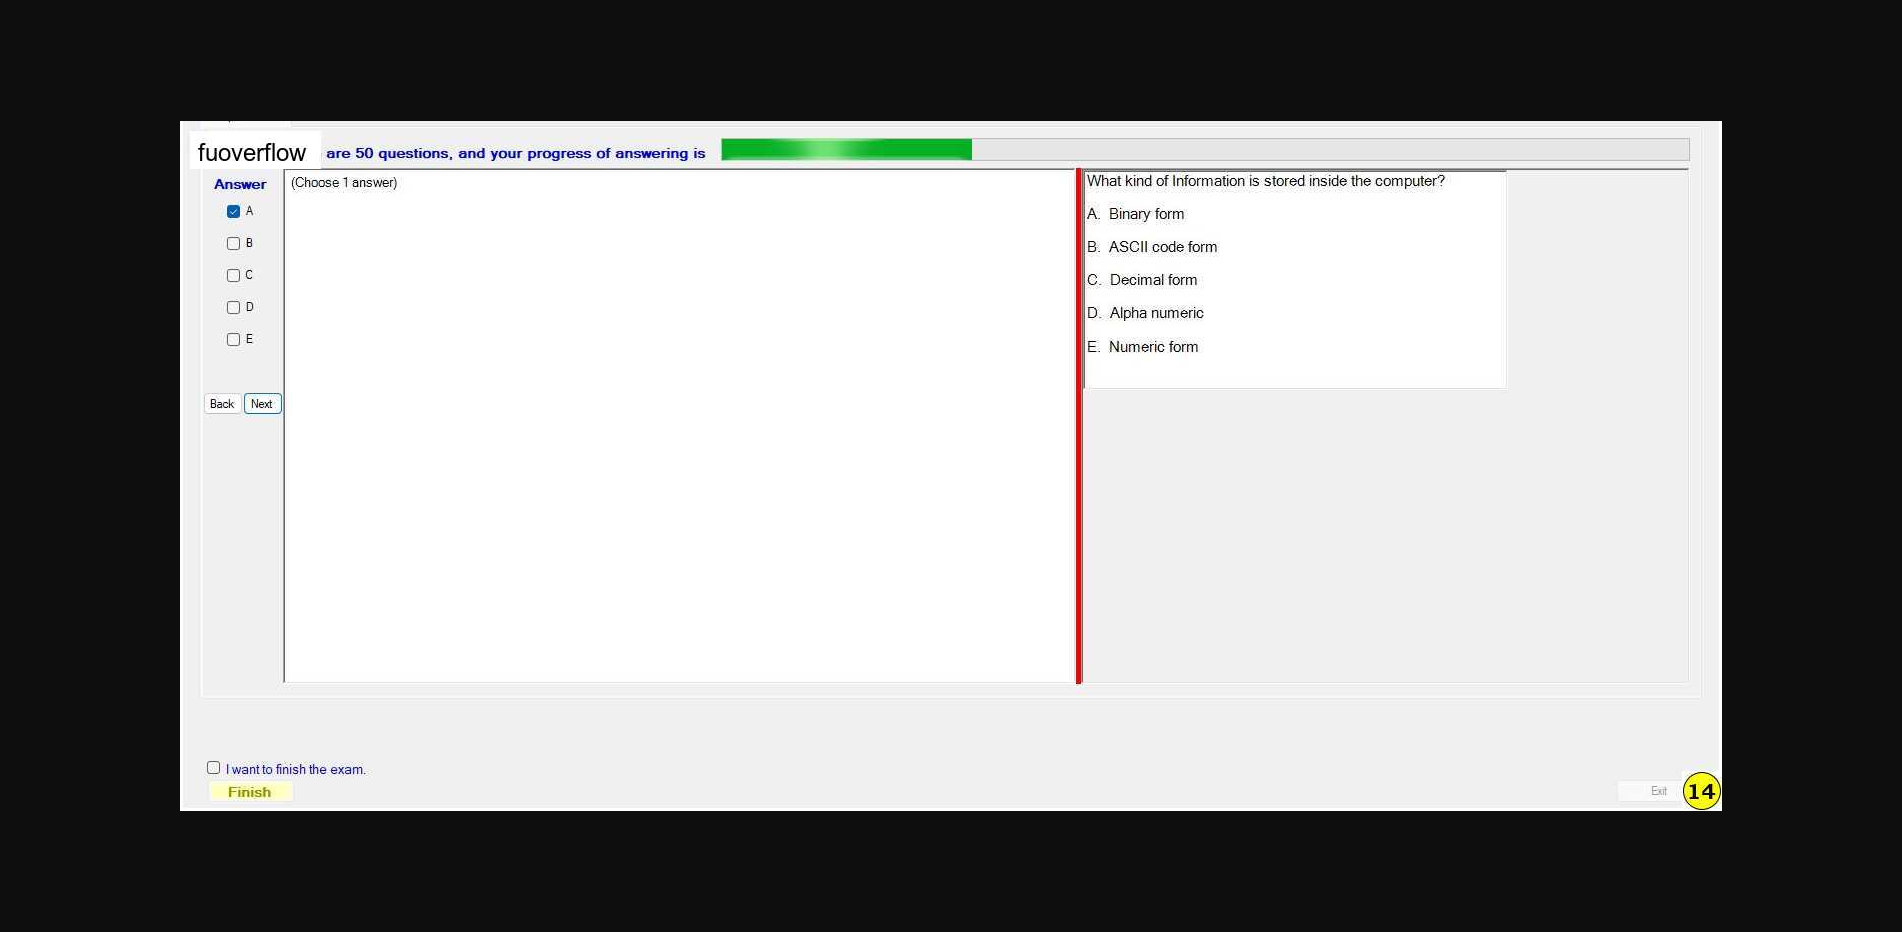 fuoverflow are 50 questions, and your progress of answering is
Answer
A
B
C
D
E
Back Next
(Choose 1 answer)
What kind of Information is stored inside the computer?
A. Binary form
B. ASCII code form
C. Decimal form
D. Alpha numeric
E. Numeric form
I want to finish the exam.
Finish
Exit
14